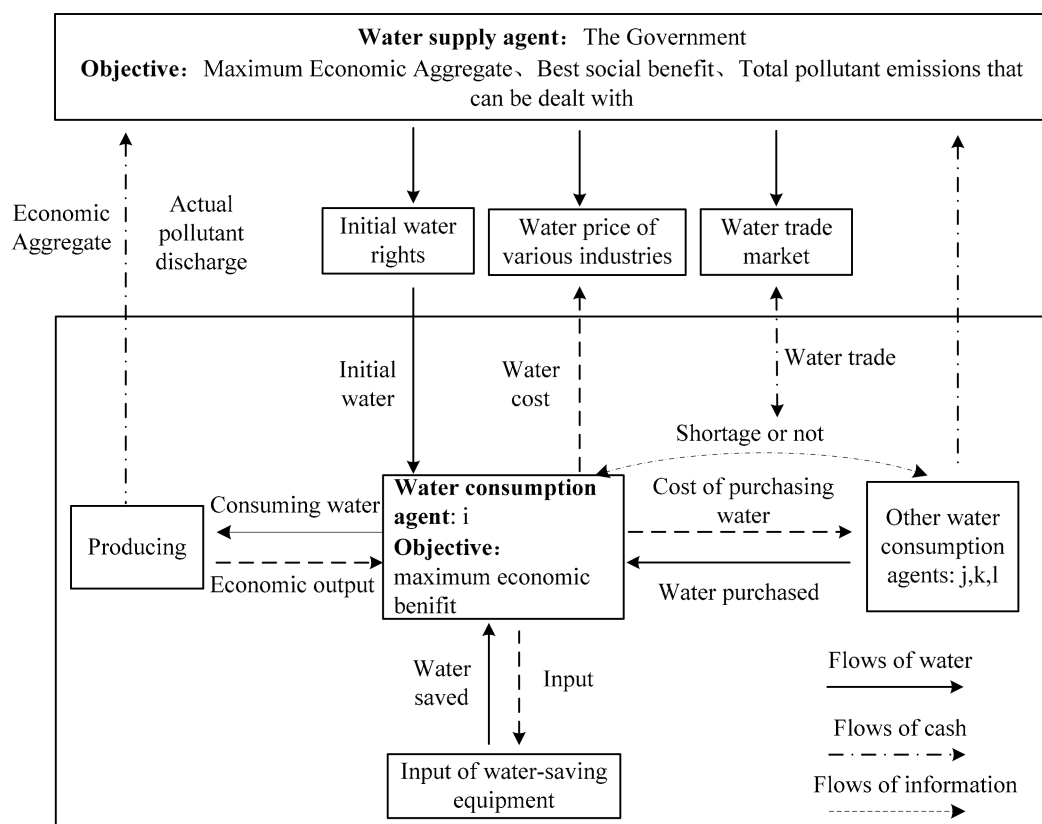 Water supply agent： The Government
Objective： Maximum Economic Aggregate、Best social benefit、Total pollutant emissions that
can be dealt with
Economic
Aggregate
Actual
pollutant
discharge
Initial water
rights
Water price of
various industries
Water trade
market
Initial
water
Water
cost
Water trade
Shortage or not
Producing
Consuming water
Economic output
Water consumption
agent: i
Objective：
maximum economic
benifit
Cost of purchasing
water
Water purchased
Other water
consumption
agents: j,k,l
Water
saved
Input
Input of water-saving
equipment
Flows of water
Flows of cash
Flows of information